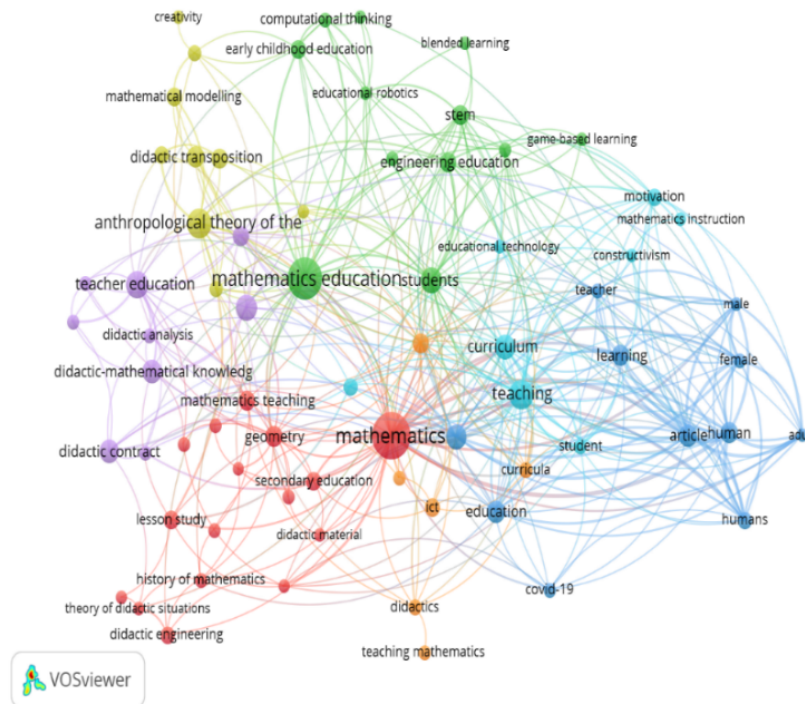 creativity
computational thinking
early childhood education
blended learning
mathematical modelling
educational robotics
stem
game-based learning
didactic transposition
engineering education
motivation
anthropological theory of the
mathematics instruction
educational technology
constructivism
mathematics education
students
teacher education
teacher
male
didactic analysis
curriculum
learning
female
didactic-mathematical knowledg
teaching
mathematics teaching
mathematics
geometry
article
human
adu
didactic contract
student
secondary education
curricula
lesson study
ict
education
humans
didactic material
history of mathematics
covid-19
theory of didactic situations
didactics
didactic engineering
teaching mathematics
VOSviewer